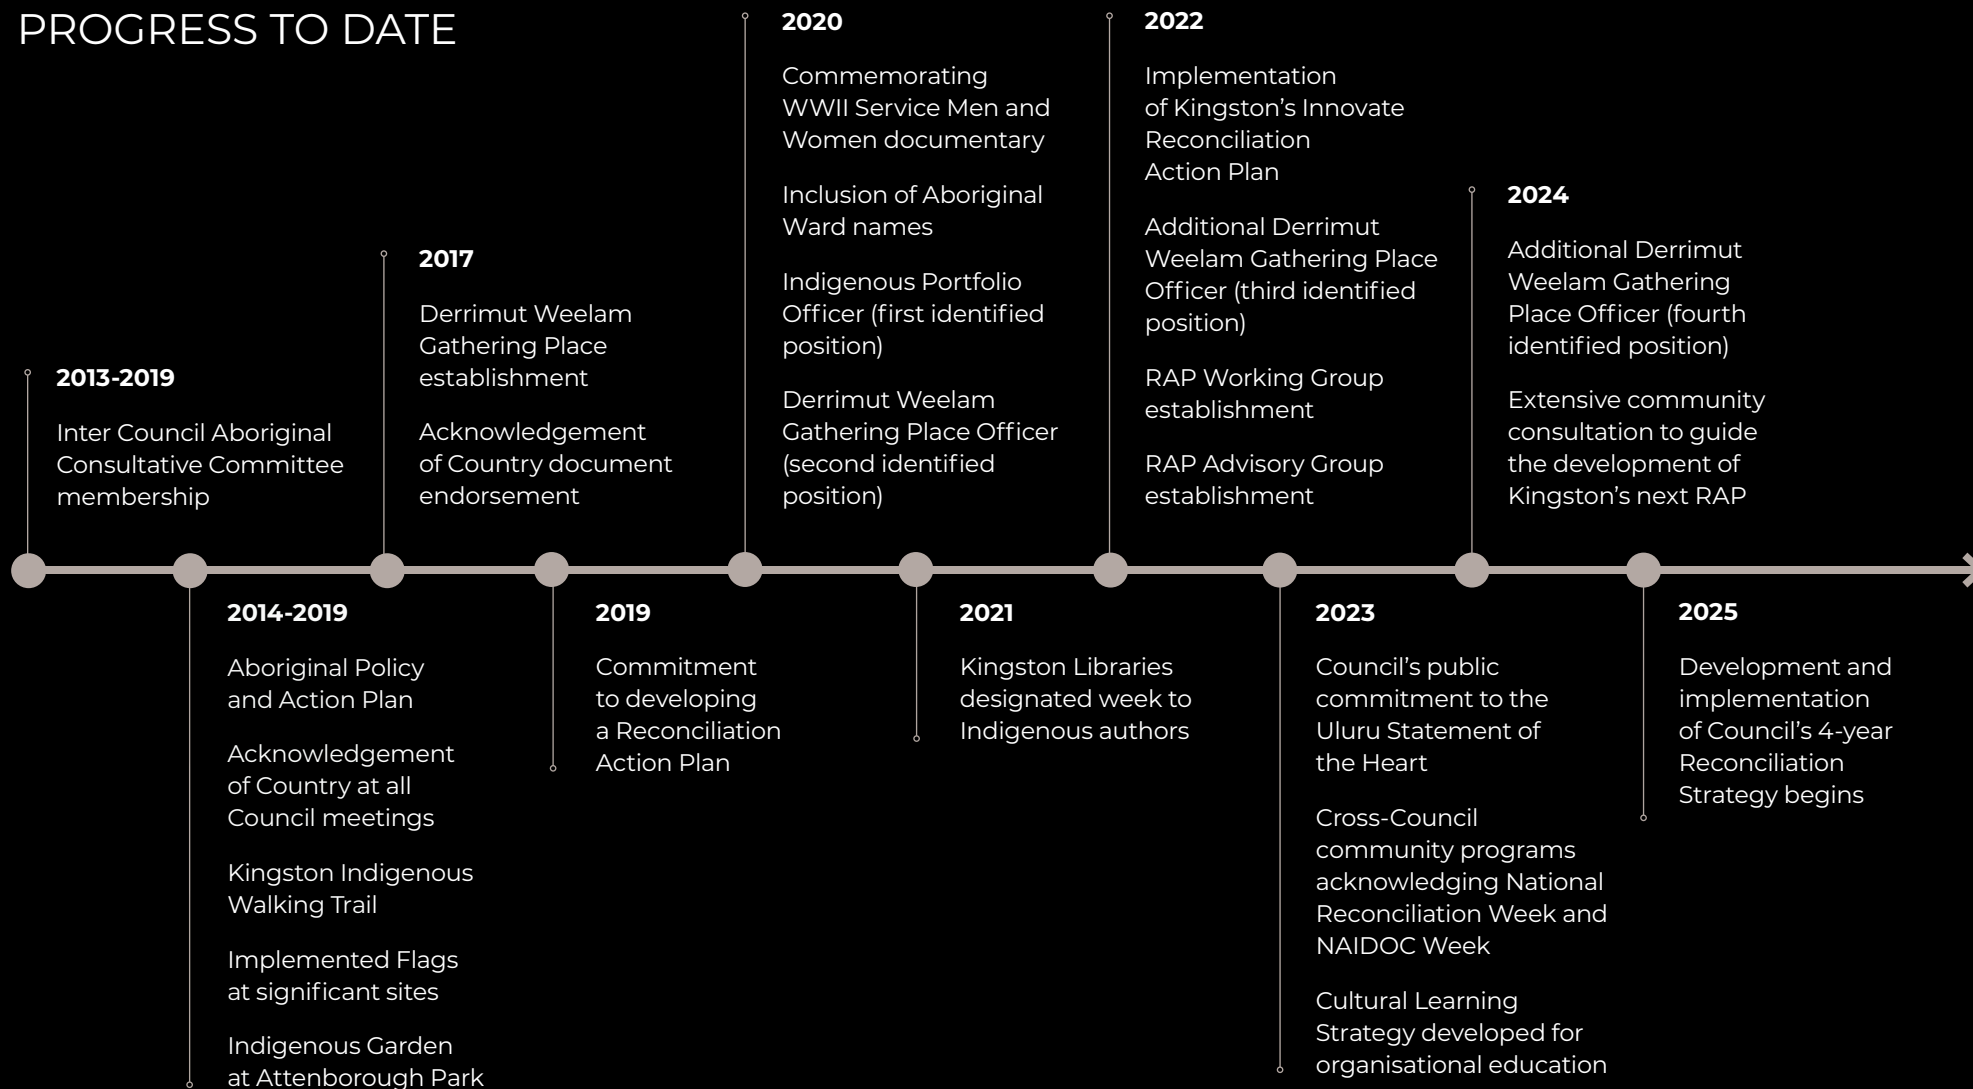 PROGRESS TO DATE
2013-2019
Inter Council Aboriginal
Consultative Committee
membership
2014-2019
Aboriginal Policy
and Action Plan
Acknowledgement
of Country at all
Council meetings
Kingston Indigenous
Walking Trail
Implemented Flags
at significant sites
Indigenous Garden
at Attenborough Park
2017
Derrimut Weelam
Gathering Place
establishment
Acknowledgement
of Country document
endorsement
2019
Commitment
to developing
a Reconciliation
Action Plan
2020
Commemorating
WWII Service Men and
Women documentary
Inclusion of Aboriginal
Ward names
Indigenous Portfolio
Officer (first identified
position)
Derrimut Weelam
Gathering Place Officer
(second identified
position)
2021
Kingston Libraries
designated week to
Indigenous authors
2022
Implementation
of Kingston’s Innovate
Reconciliation
Action Plan
Additional Derrimut
Weelam Gathering Place
Officer (third identified
position)
RAP Working Group
establishment
RAP Advisory Group
establishment
2023
Council’s public
commitment to the
Uluru Statement of
the Heart
Cross-Council
community programs
acknowledging National
Reconciliation Week and
NAIDOC Week
Cultural Learning
Strategy developed for
organisational education
2024
Additional Derrimut
Weelam Gathering
Place Officer (fourth
identified position)
Extensive community
consultation to guide
the development of
Kingston’s next RAP
2025
Development and
implementation
of Council’s 4-year
Reconciliation
Strategy begins